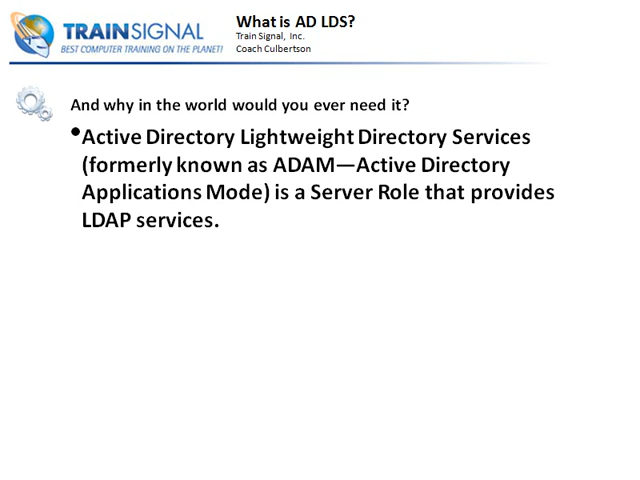 TRAINSIGNAL
BEST COMPUTER TRAINING ON THE PLANET!
What is AD LDS?
Train Signal, Inc.
Coach Culbertson
And why in the world would you ever need it?
•Active Directory Lightweight Directory Services
(formerly known as ADAM—Active Directory
Applications Mode) is a Server Role that provides
LDAP services.